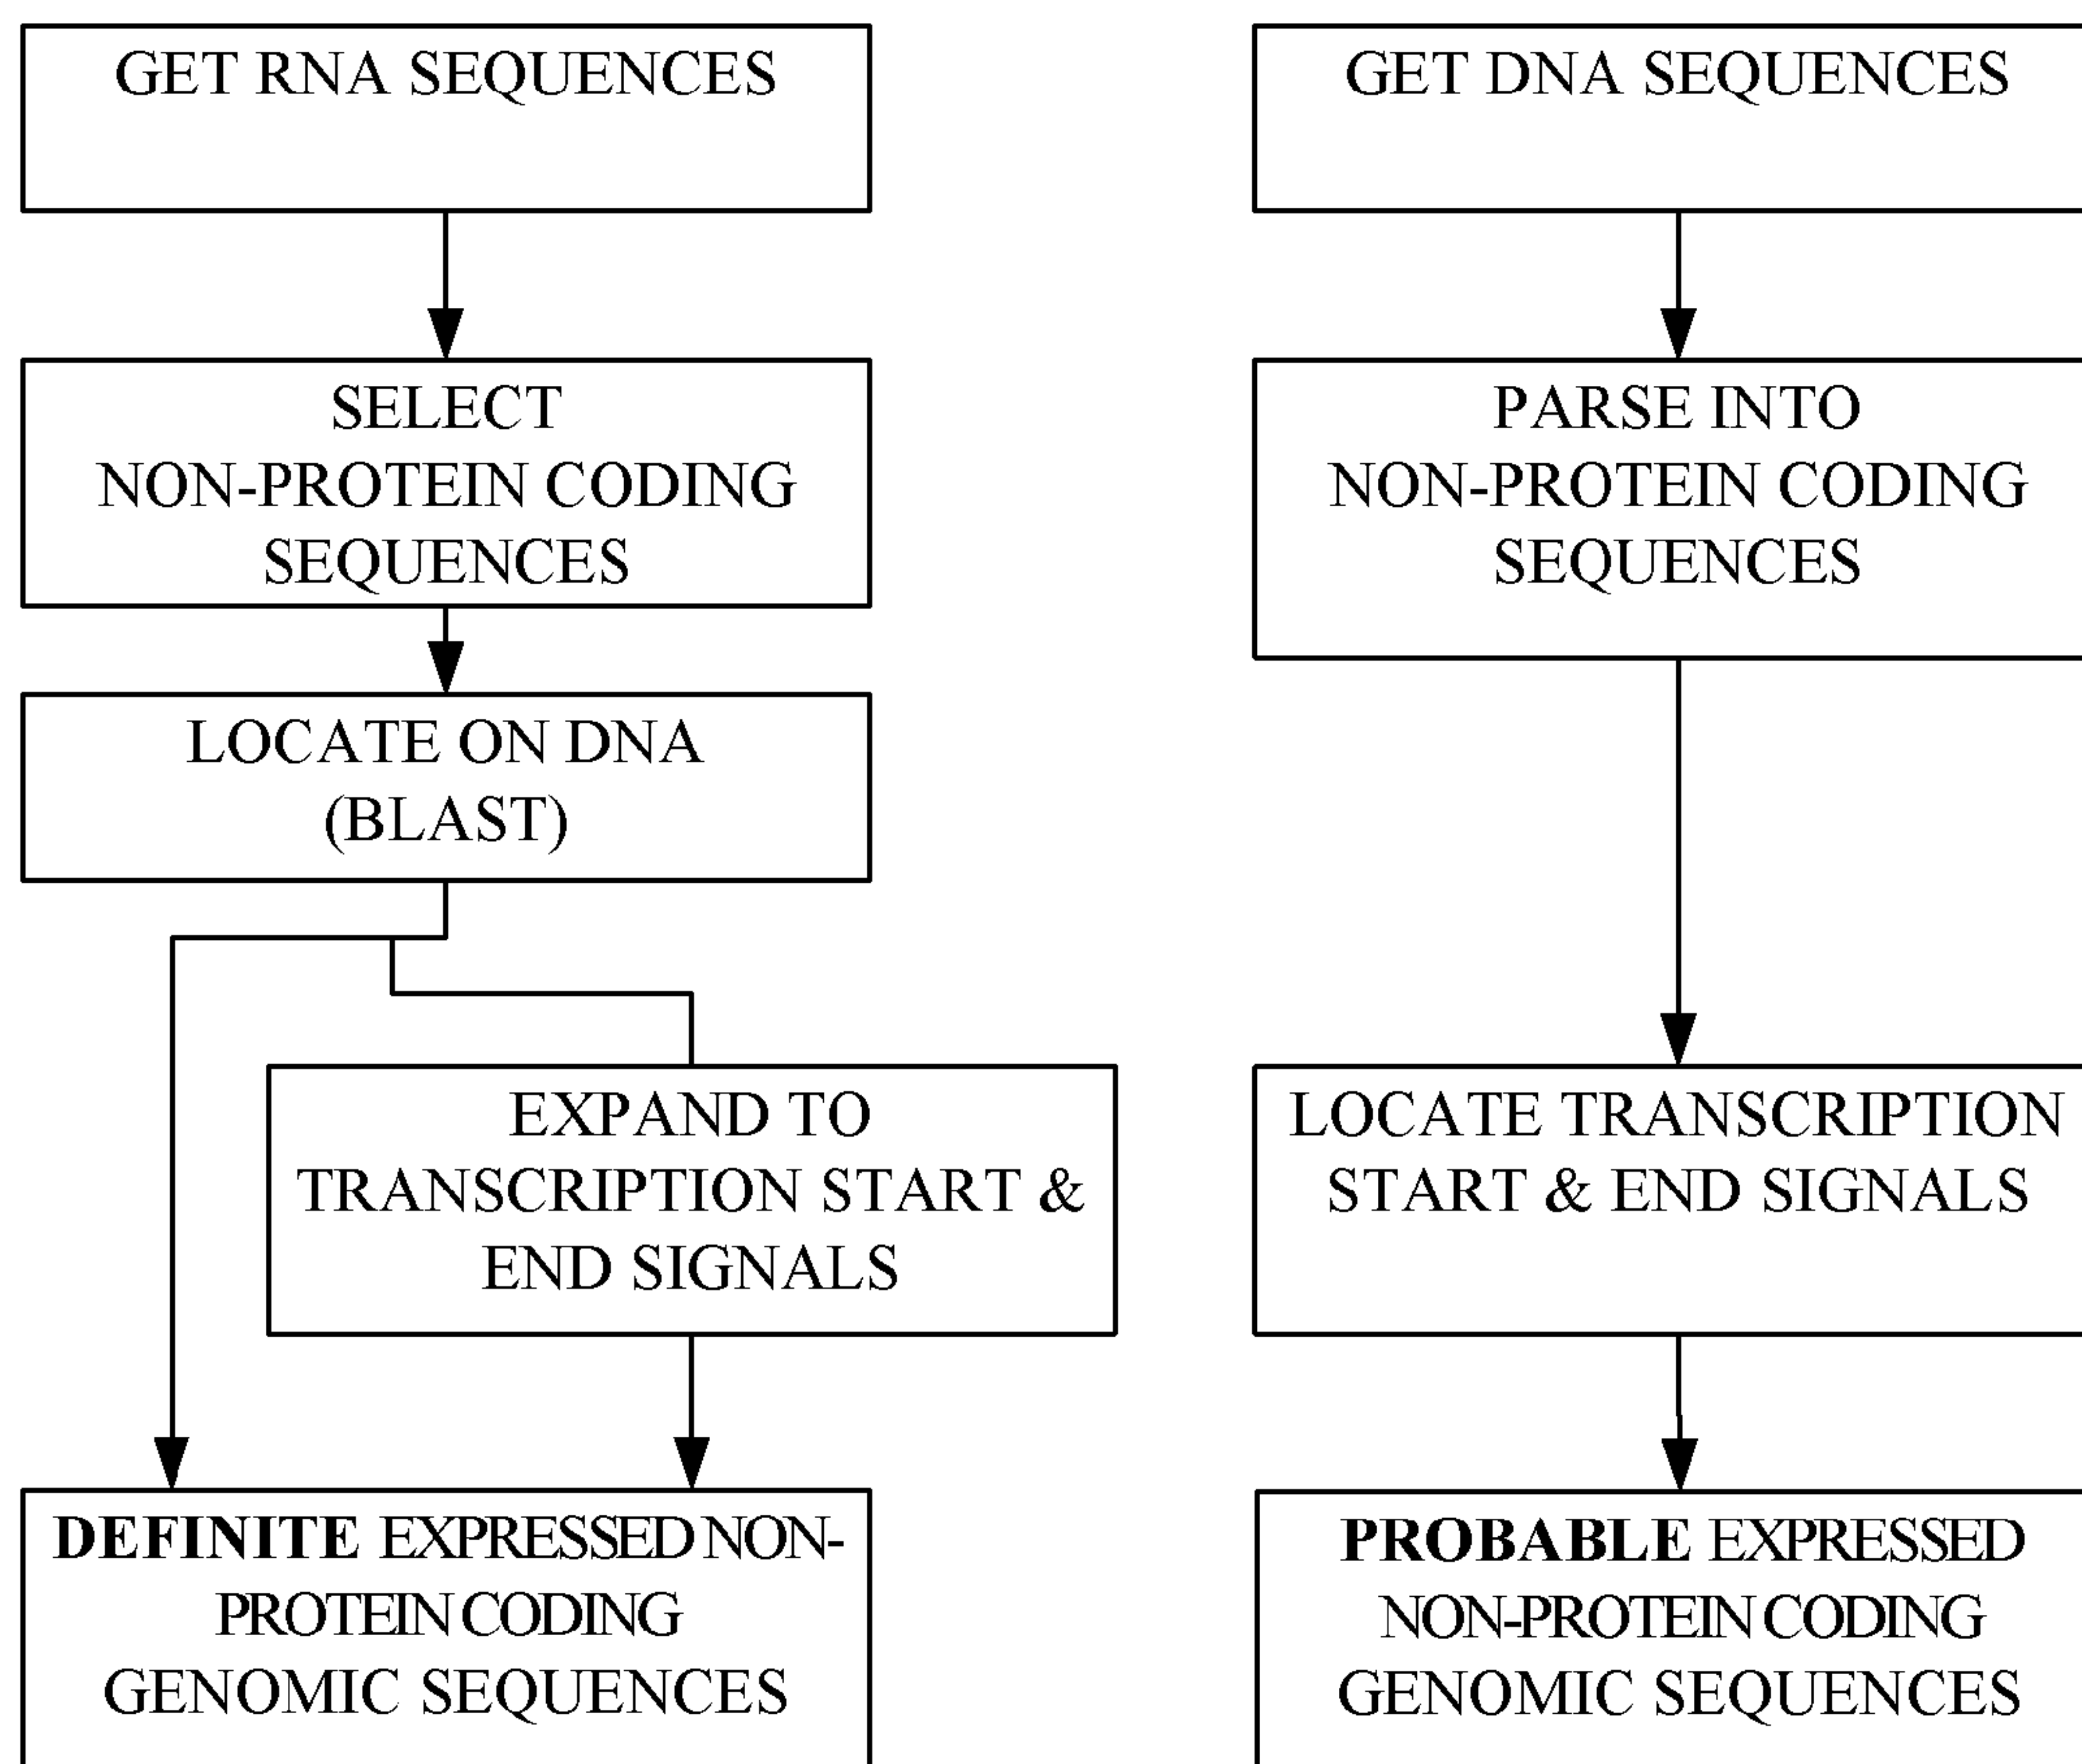 GET RNA SEQUENCES
SELECT
NON-PROTEIN CODING
SEQUENCES
LOCATE ON DNA
(BLAST)
EXPAND TO
TRANSCRIPTION START &
END SIGNALS
DEFINITE EXPRESSED NON-
PROTEIN CODING
GENOMIC SEQUENCES
GET DNA SEQUENCES
PARSE INTO
NON-PROTEIN CODING
SEQUENCES
LOCATE TRANSCRIPTION
START & END SIGNALS
PROBABLE EXPRESSED
NON-PROTEIN CODING
GENOMIC SEQUENCES